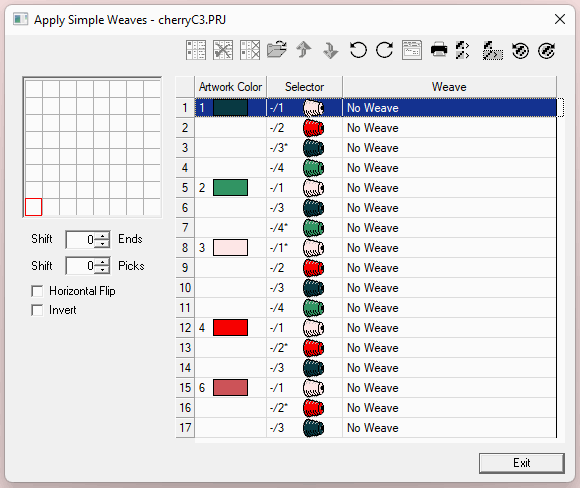 Apply Simple Weaves - cherryC3.PRJ
Artwork Color Selector Weave
1 1 -/1 No Weave
2 -/2 No Weave
3 -/3* No Weave
4 -/4 No Weave
5 2 -/1 No Weave
6 -/3 No Weave
7 -/4* No Weave
8 3 -/1* No Weave
9 -/2 No Weave
10 -/3 No Weave
11 -/4 No Weave
12 4 -/1 No Weave
13 -/2* No Weave
14 -/3 No Weave
15 6 -/1 No Weave
16 -/2* No Weave
17 -/3 No Weave
Shift 0 Ends
Shift 0 Picks
Horizontal Flip
Invert
Exit